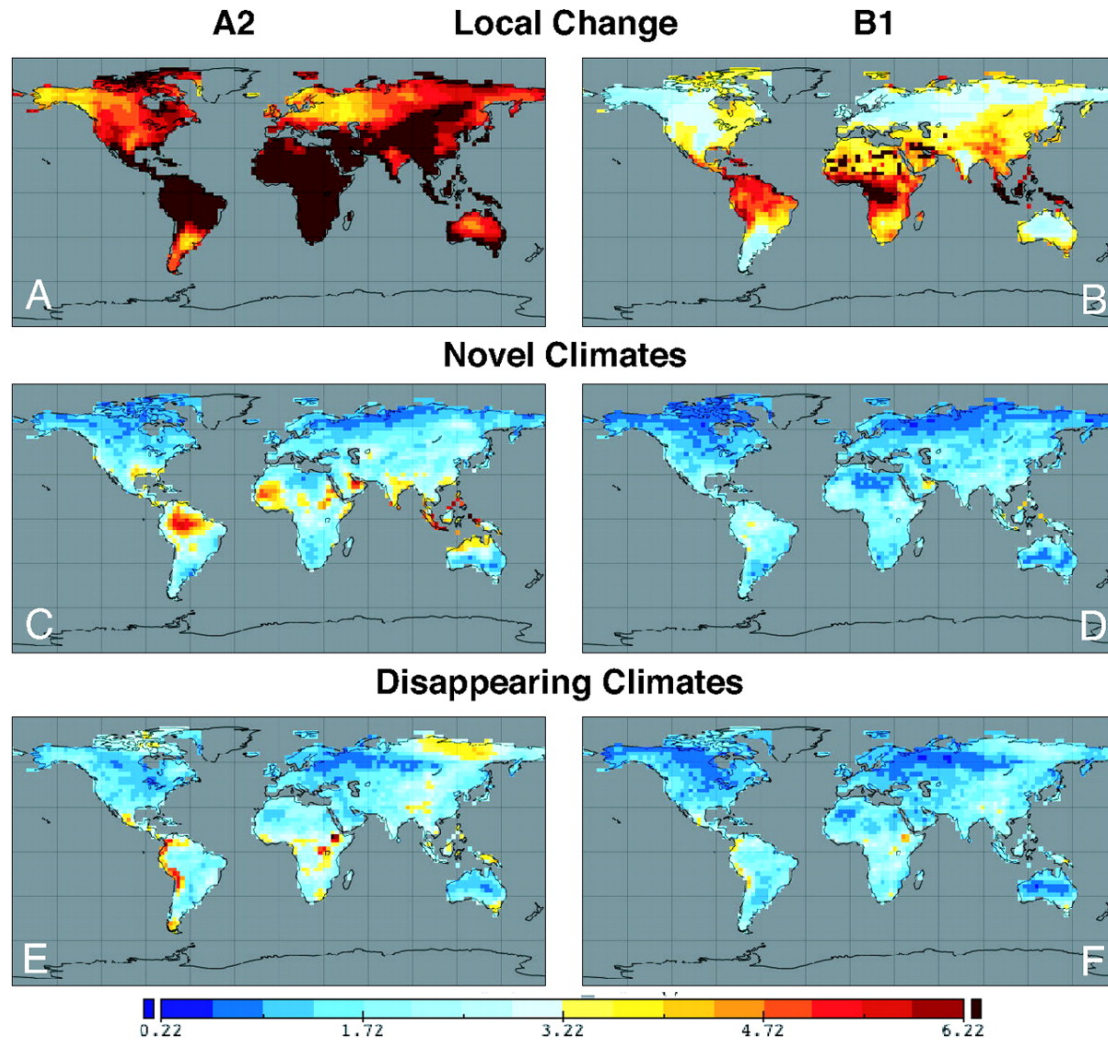 A2 Local Change B1
A B
Novel Climates
C D
Disappearing Climates
E F
0.22 1.72 3.22 4.72 6.22